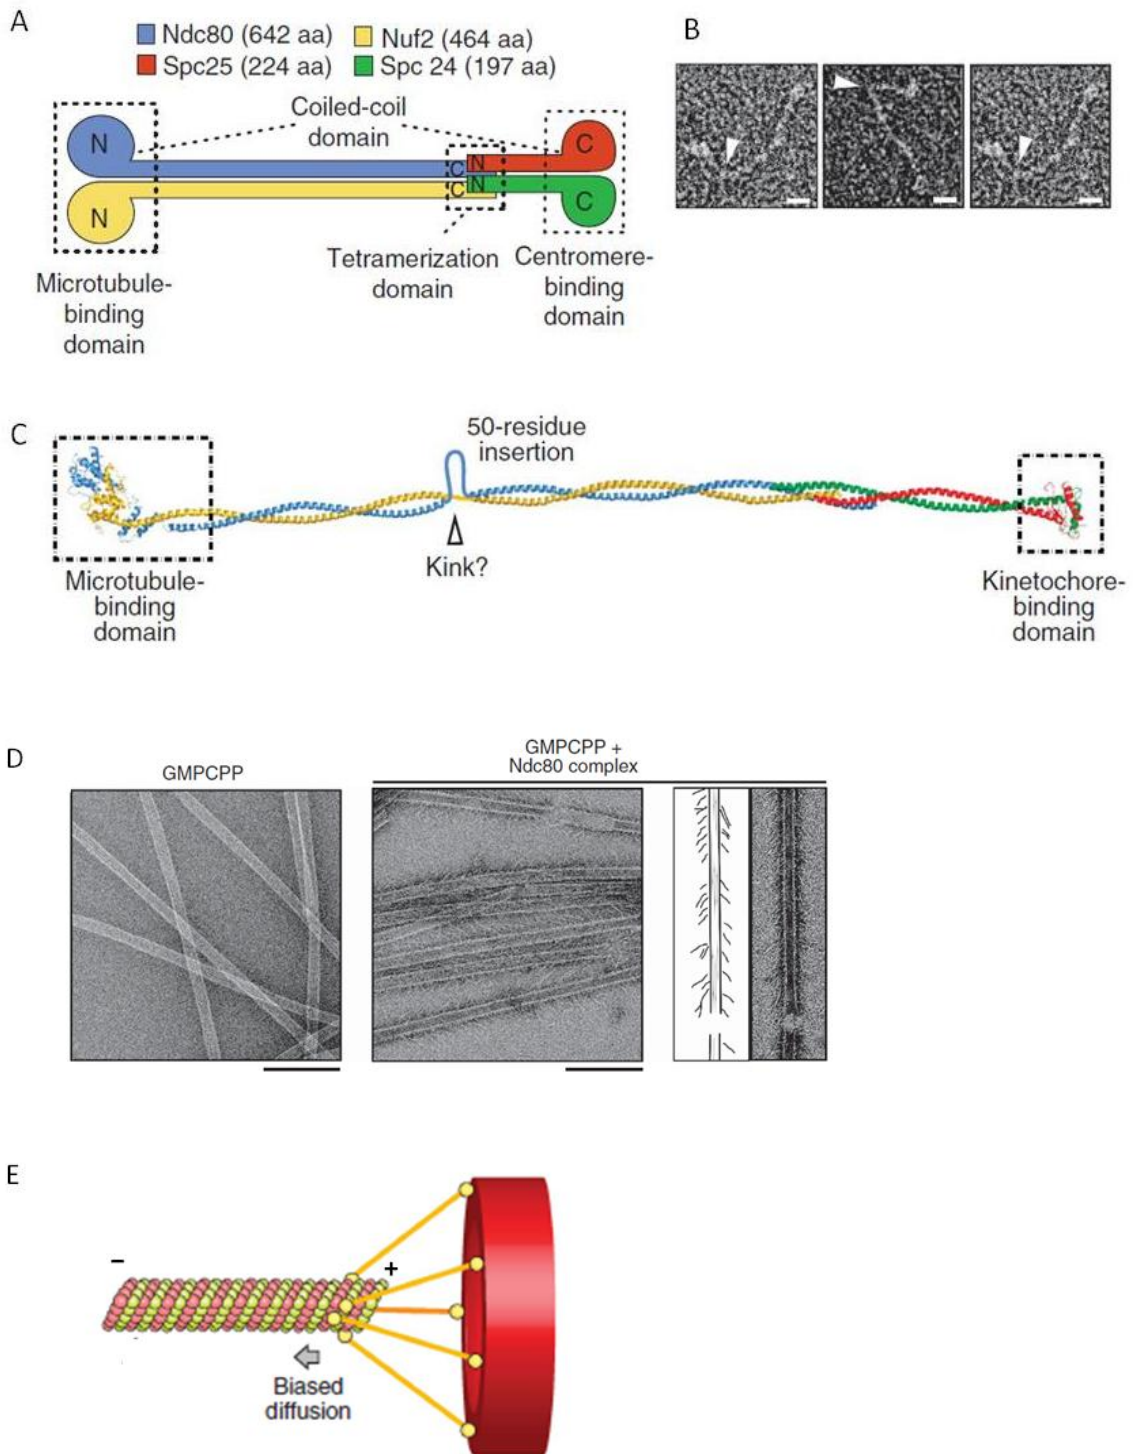 A
Ndc80 (642 aa)
Nuf2 (464 aa)
Spc25 (224 aa)
Spc 24 (197 aa)
Coiled-coil
domain
N
N
C
N
C
N
C
C
Microtubule-
binding
domain
Tetramerization
domain
Centromere-
binding
domain
B
C
50-residue
insertion
Kink?
Microtubule-
binding
domain
Kinetochore-
binding
domain
D
GMPCPP
GMPCPP +
Ndc80 complex
E
–
+
Biased
diffusion